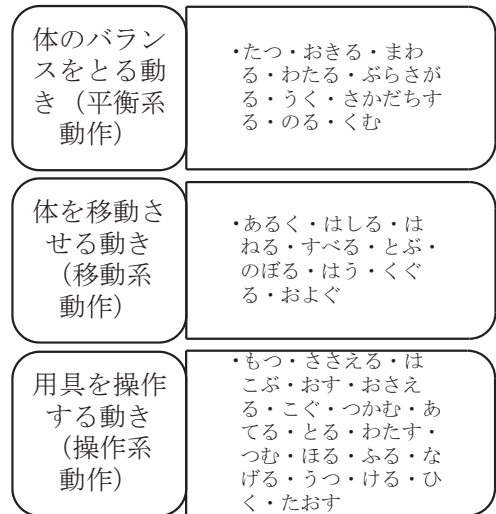 体のバラン
スをとる動
き（平衡系
動作）
•たつ・おきる・まわ
る・わたる・ぶらさが
る・うく・さかだちす
る・のる・くむ
体を移動さ
せる動き
（移動系
動作）
•あるく・はしる・は
ねる・すべる・とぶ・
のぼる・はう・くぐ
る・およぐ
用具を操作
する動き
（操作系
動作）
•もつ・ささえる・は
こぶ・おす・おさえ
る・こぐ・つかむ・あ
てる・とる・わたす・
つむ・ほる・ふる・な
げる・うつ・ける・ひ
く・たおす